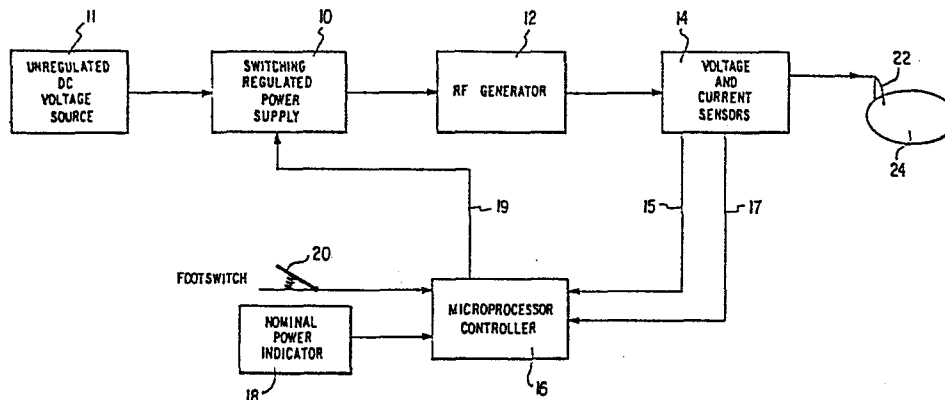 11
10
12
14
UNREGULATED
DC
VOLTAGE
SOURCE
SWITCHING
REGULATED
POWER
SUPPLY
RF GENERATOR
VOLTAGE
AND
CURRENT
SENSORS
22
24
19
15
17
20
FOOTSWITCH
NOMINAL
POWER
INDICATOR
18
MICROPROCESSOR
CONTROLLER
16